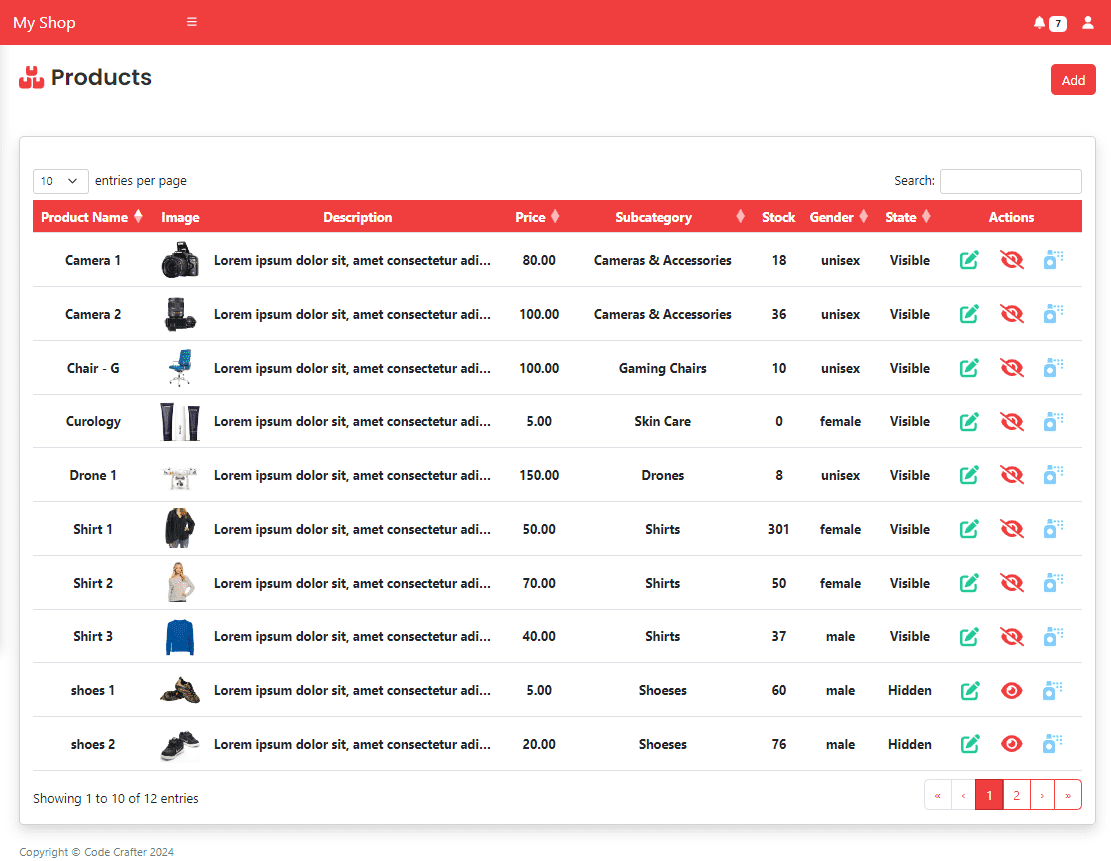 My Shop 7
Products Add
10 entries per page Search:
Product Name Image Description Price Subcategory Stock Gender State Actions
Camera 1 Lorem ipsum dolor sit, amet consectetur adi... 80.00 Cameras & Accessories 18 unisex Visible
Camera 2 Lorem ipsum dolor sit, amet consectetur adi... 100.00 Cameras & Accessories 36 unisex Visible
Chair - G Lorem ipsum dolor sit, amet consectetur adi... 100.00 Gaming Chairs 10 unisex Visible
Curology Lorem ipsum dolor sit, amet consectetur adi... 5.00 Skin Care 0 female Visible
Drone 1 Lorem ipsum dolor sit, amet consectetur adi... 150.00 Drones 8 unisex Visible
Shirt 1 Lorem ipsum dolor sit, amet consectetur adi... 50.00 Shirts 301 female Visible
Shirt 2 Lorem ipsum dolor sit, amet consectetur adi... 70.00 Shirts 50 female Visible
Shirt 3 Lorem ipsum dolor sit, amet consectetur adi... 40.00 Shirts 37 male Visible
shoes 1 Lorem ipsum dolor sit, amet consectetur adi... 5.00 Shoeses 60 male Hidden
shoes 2 Lorem ipsum dolor sit, amet consectetur adi... 20.00 Shoeses 76 male Hidden
Showing 1 to 10 of 12 entries « ‹ 1 2 › »
Copyright © Code Crafter 2024